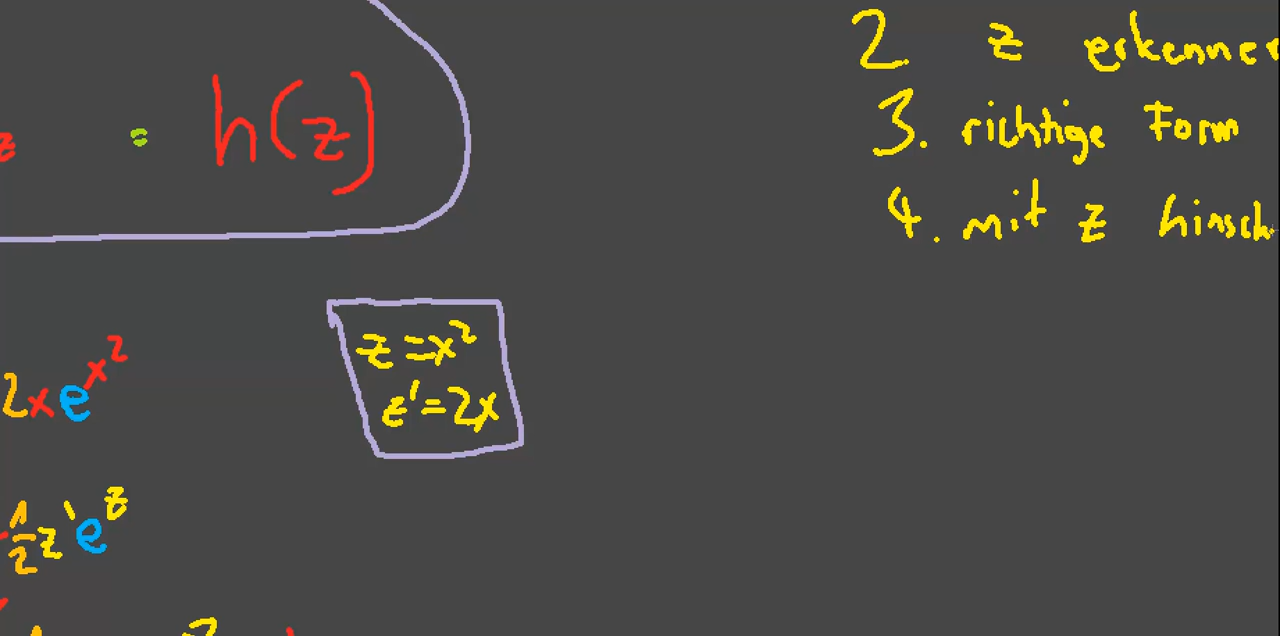 2. z erkennen
3. richtige Form
4. mit z hinsch
z = h(z)
z = x²
z' = 2x
2xe^x²
½z'e^z